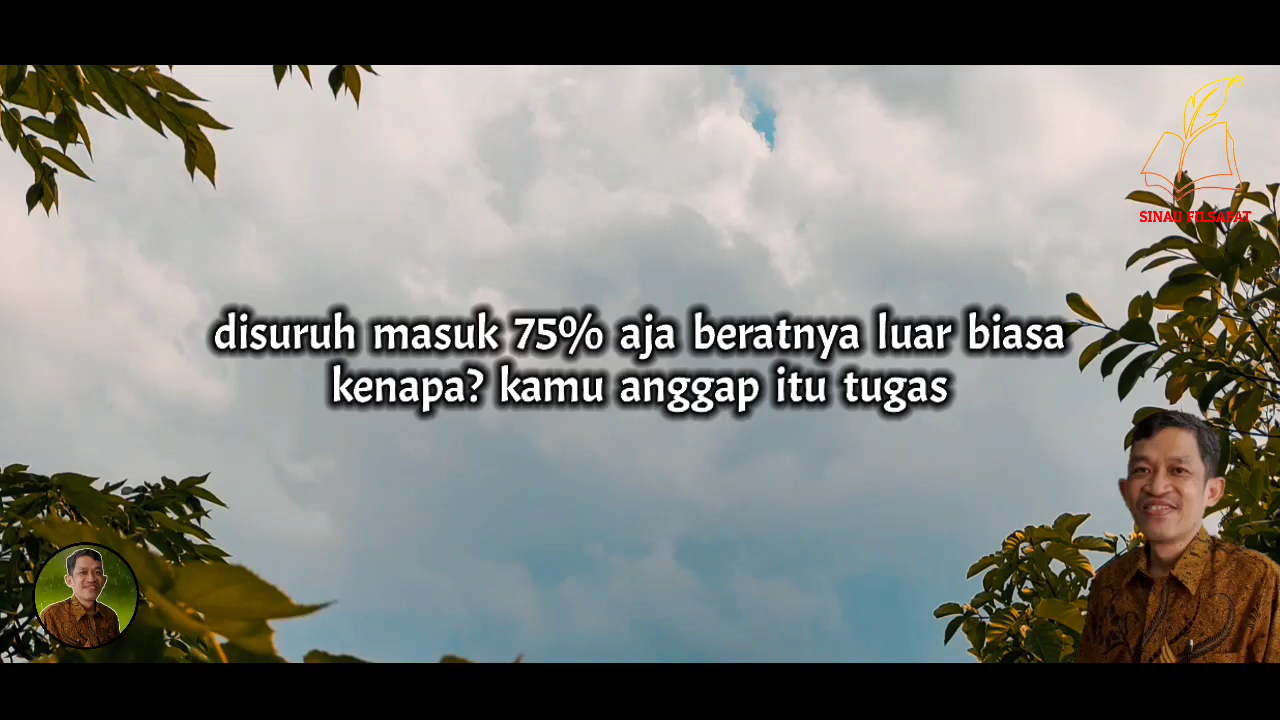 SINAU FILSAFAT
disuruh masuk 75% aja beratnya luar biasa
kenapa? kamu anggap itu tugas